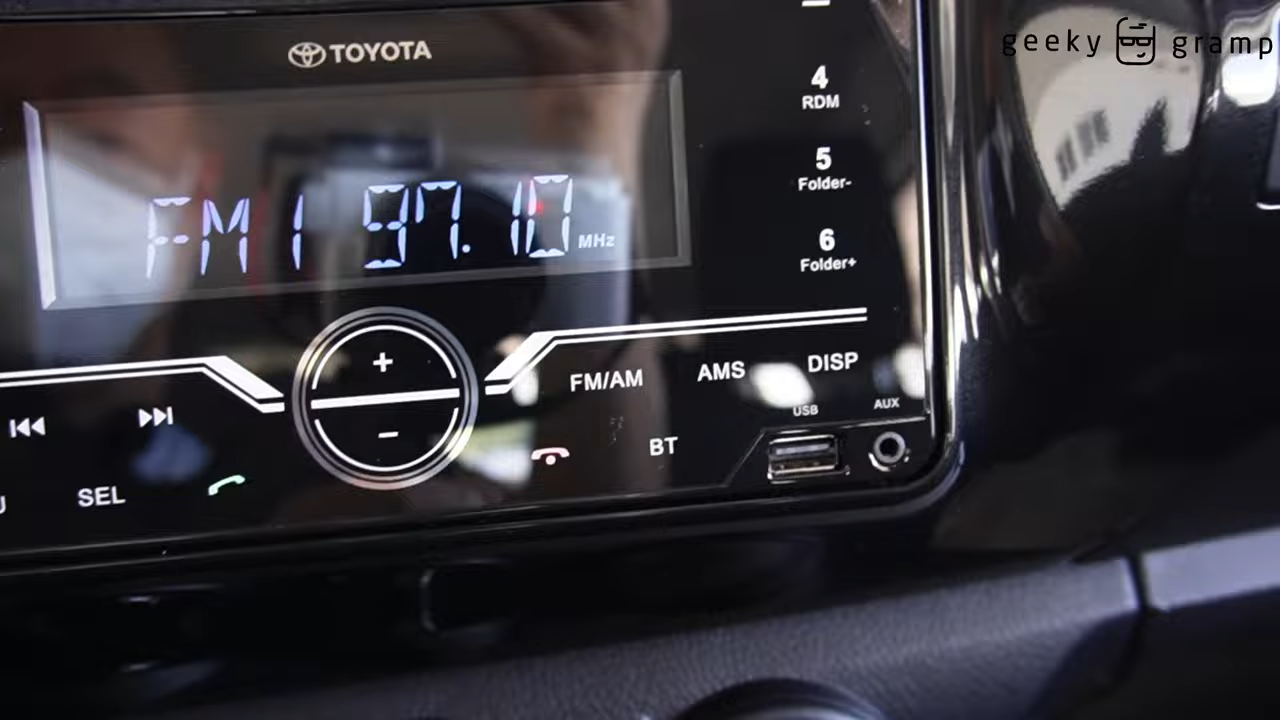 geeky gramp
TOYOTA
4
RDM
5
Folder-
6
Folder+
FM1 97.10 MHz
+
-
FM/AM
AMS
DISP
USB
AUX
BT
SEL